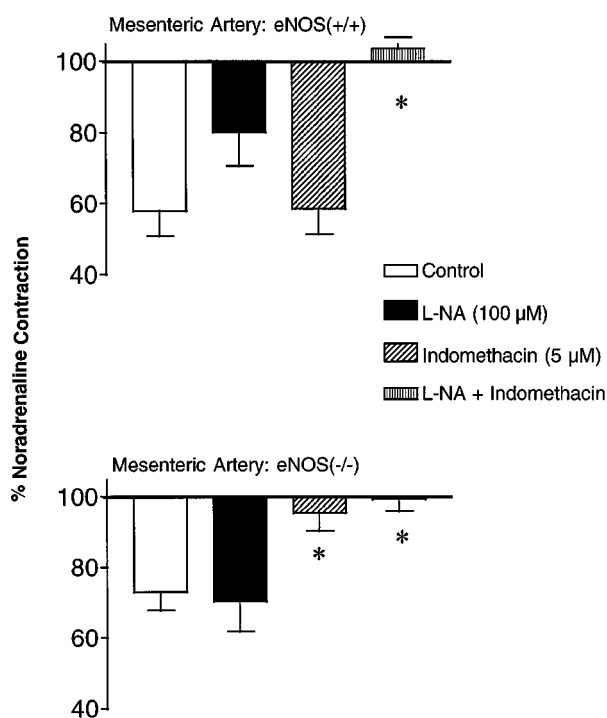 Mesenteric Artery: eNOS(+/+)
100
80
60
40
*
% Noradrenaline Contraction
Control
L-NA (100 µM)
Indomethacin (5 µM)
L-NA + Indomethacin
Mesenteric Artery: eNOS(-/-)
100
80
60
40
*
*